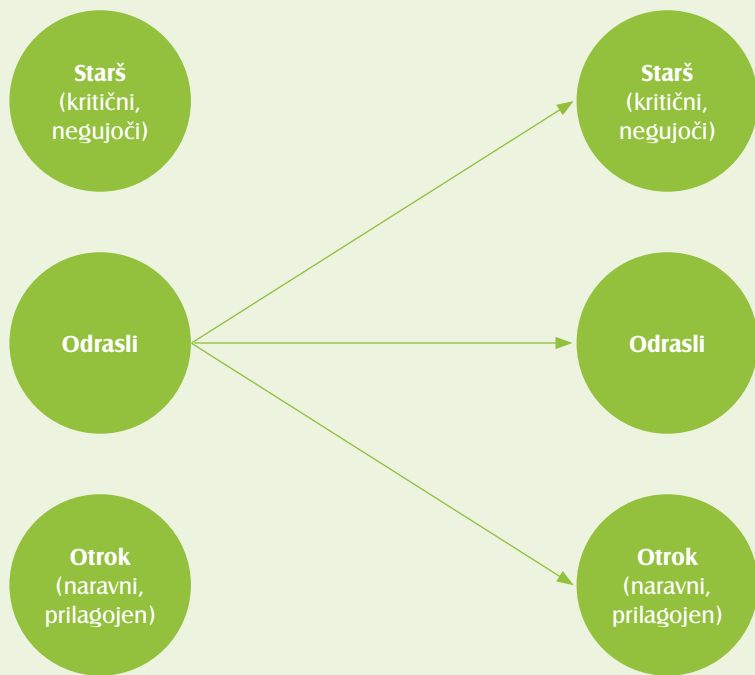 Starš
(kritični,
negujoči)
Starš
(kritični,
negujoči)
Odrasli
Odrasli
Otrok
(naravni,
prilagojen)
Otrok
(naravni,
prilagojen)